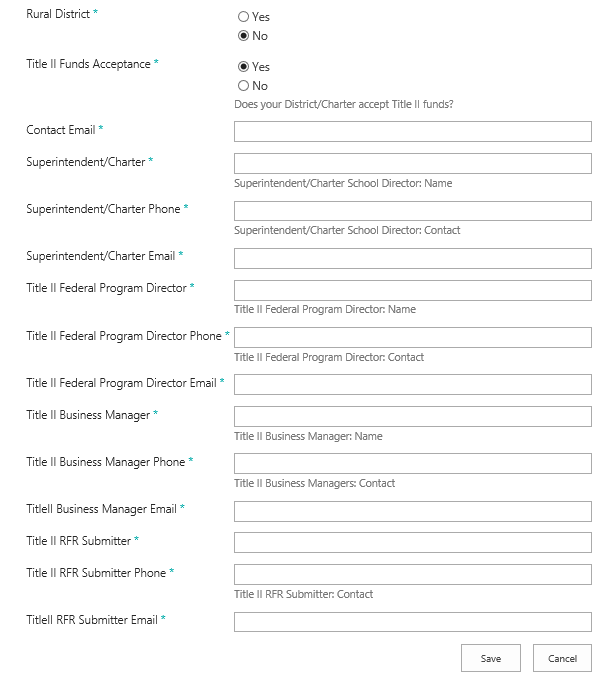 Rural District *
Yes
No
Title II Funds Acceptance *
Yes
No
Does your District/Charter accept Title II funds?
Contact Email *
Superintendent/Charter *
Superintendent/Charter School Director: Name
Superintendent/Charter Phone *
Superintendent/Charter School Director: Contact
Superintendent/Charter Email *
Title II Federal Program Director *
Title II Federal Program Director: Name
Title II Federal Program Director Phone *
Title II Federal Program Director: Contact
Title II Federal Program Director Email *
Title II Business Manager *
Title II Business Manager: Name
Title II Business Manager Phone *
Title II Business Managers: Contact
TitleII Business Manager Email *
Title II RFR Submitter *
Title II RFR Submitter Phone *
Title II RFR Submitter: Contact
TitleII RFR Submitter Email *
Save Cancel